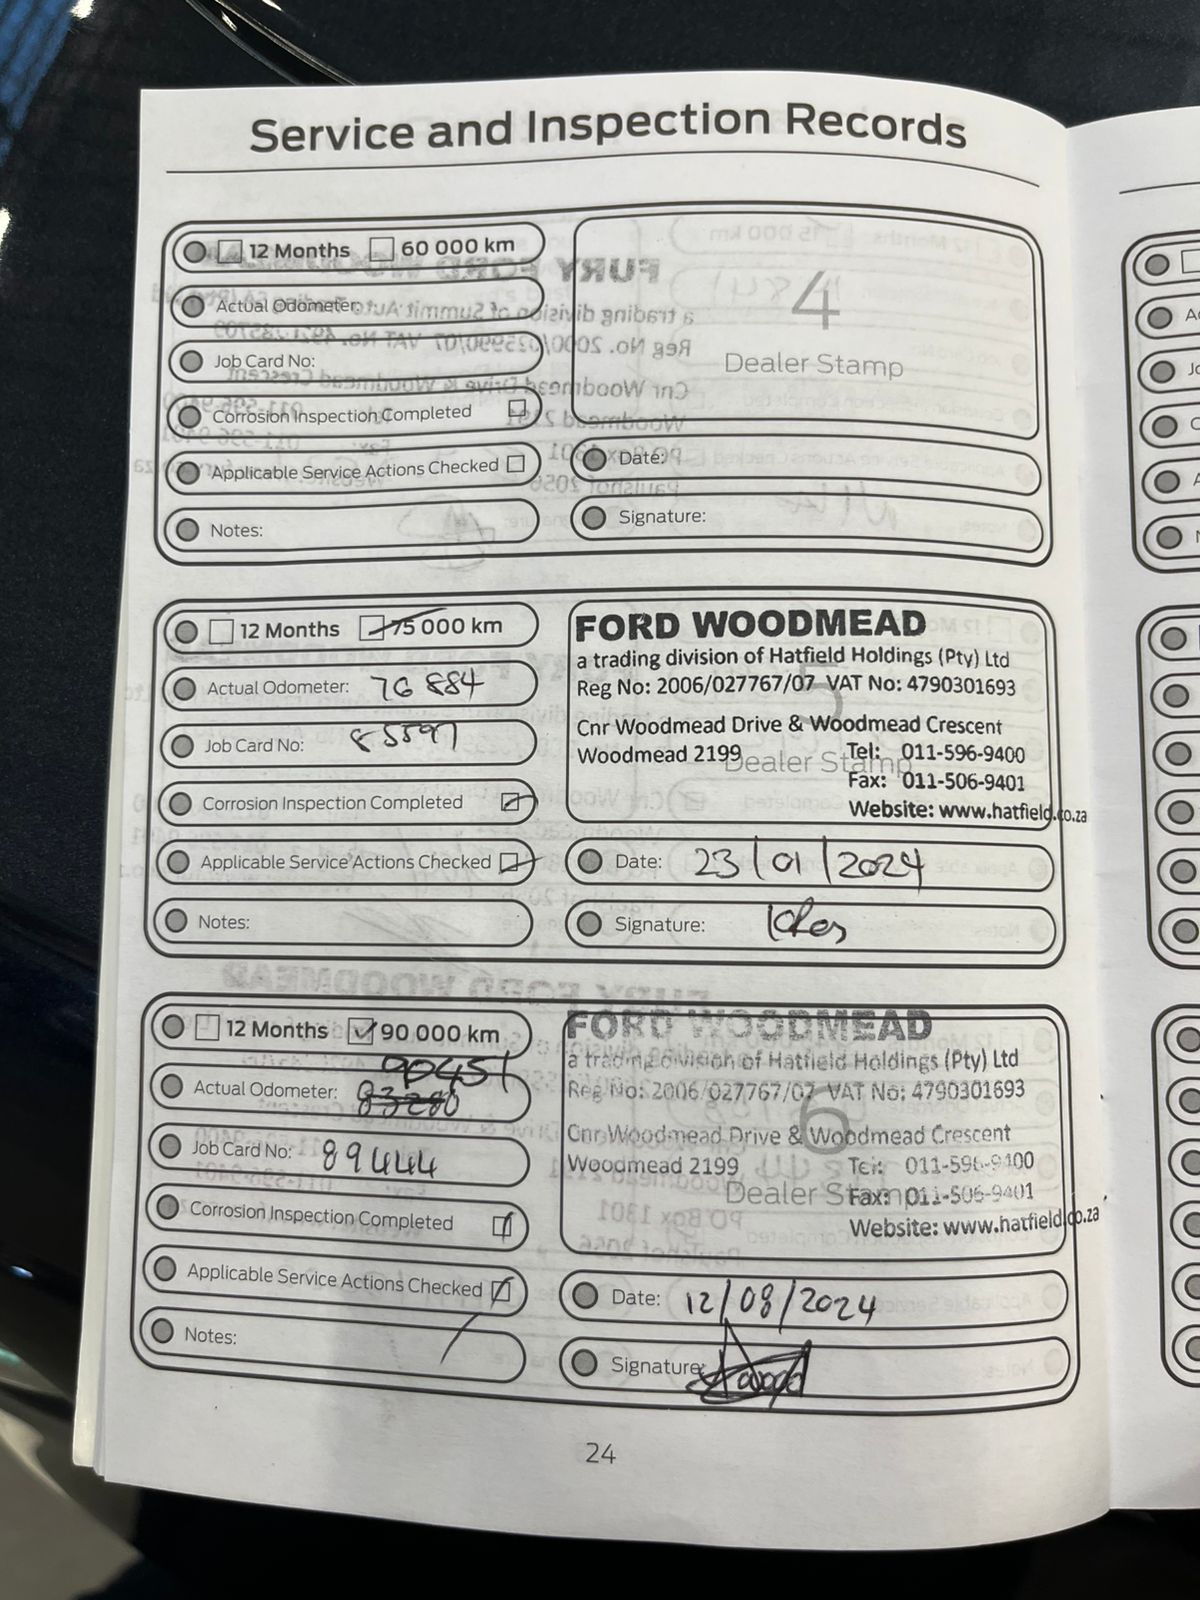 Service and Inspection Records
12 Months 60 000 km
Actual Odometer:
Job Card No:
Corrosion Inspection Completed
Applicable Service Actions Checked
Notes:
4
Dealer Stamp
Date:
Signature:
12 Months 75 000 km
Actual Odometer: 76 884
Job Card No: 85597
Corrosion Inspection Completed
Applicable Service Actions Checked
Notes:
FORD WOODMEAD
a trading division of Hatfield Holdings (Pty) Ltd
Reg No: 2006/027767/07 VAT No: 4790301693
5
Cnr Woodmead Drive & Woodmead Crescent
Woodmead 2199 Tel: 011-596-9400
Dealer Stamp
Fax: 011-506-9401
Website: www.hatfield.co.za
Date: 23/01/2024
Signature:
12 Months 90 000 km
90451
Actual Odometer: 83280
Job Card No: 89444
Corrosion Inspection Completed
Applicable Service Actions Checked
Notes:
FORD WOODMEAD
a trading division of Hatfield Holdings (Pty) Ltd
Reg No: 2006/027767/07 VAT No: 4790301693
6
Cnr Woodmead Drive & Woodmead Crescent
Woodmead 2199 Tel: 011-596-9400
Dealer Stamp
Fax: 011-506-9401
Website: www.hatfield.co.za
Date: 12/08/2024
Signature:
24